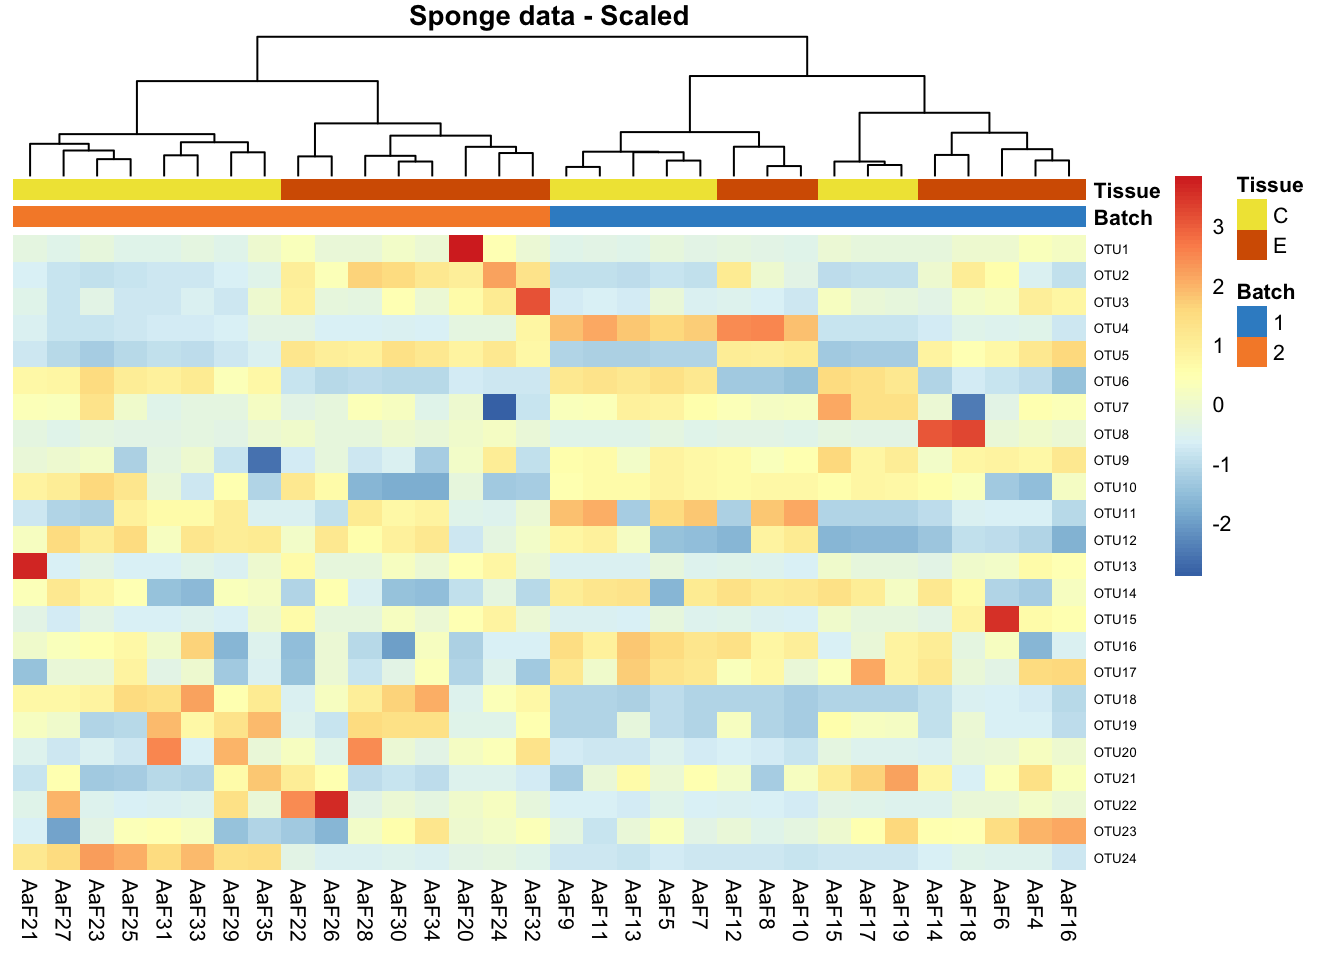 Sponge data - Scaled
Tissue
Batch
OTU1
OTU2
OTU3
OTU4
OTU5
OTU6
OTU7
OTU8
OTU9
OTU10
OTU11
OTU12
OTU13
OTU14
OTU15
OTU16
OTU17
OTU18
OTU19
OTU20
OTU21
OTU22
OTU23
OTU24
AaF21 AaF27 AaF23 AaF25 AaF31 AaF33 AaF29 AaF35 AaF22 AaF26 AaF28 AaF30 AaF34 AaF20 AaF24 AaF32 AaF9 AaF11 AaF13 AaF5 AaF7 AaF12 AaF8 AaF10 AaF15 AaF17 AaF19 AaF14 AaF18 AaF6 AaF4 AaF16
3
2
1
0
-1
-2
Tissue
C
E
Batch
1
2